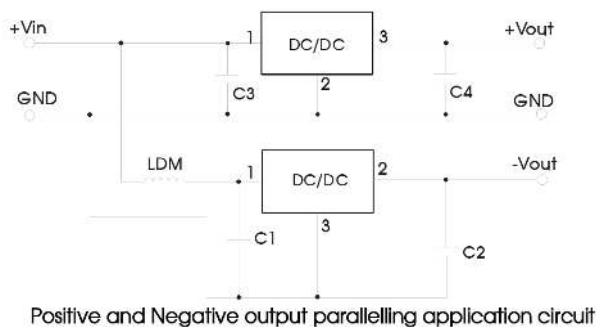 +Vin
1
DC/DC
3
+Vout
2
C3
C4
GND
GND
LDM
1
DC/DC
2
-Vout
3
C1
C2
Positive and Negative output parallelling application circuit